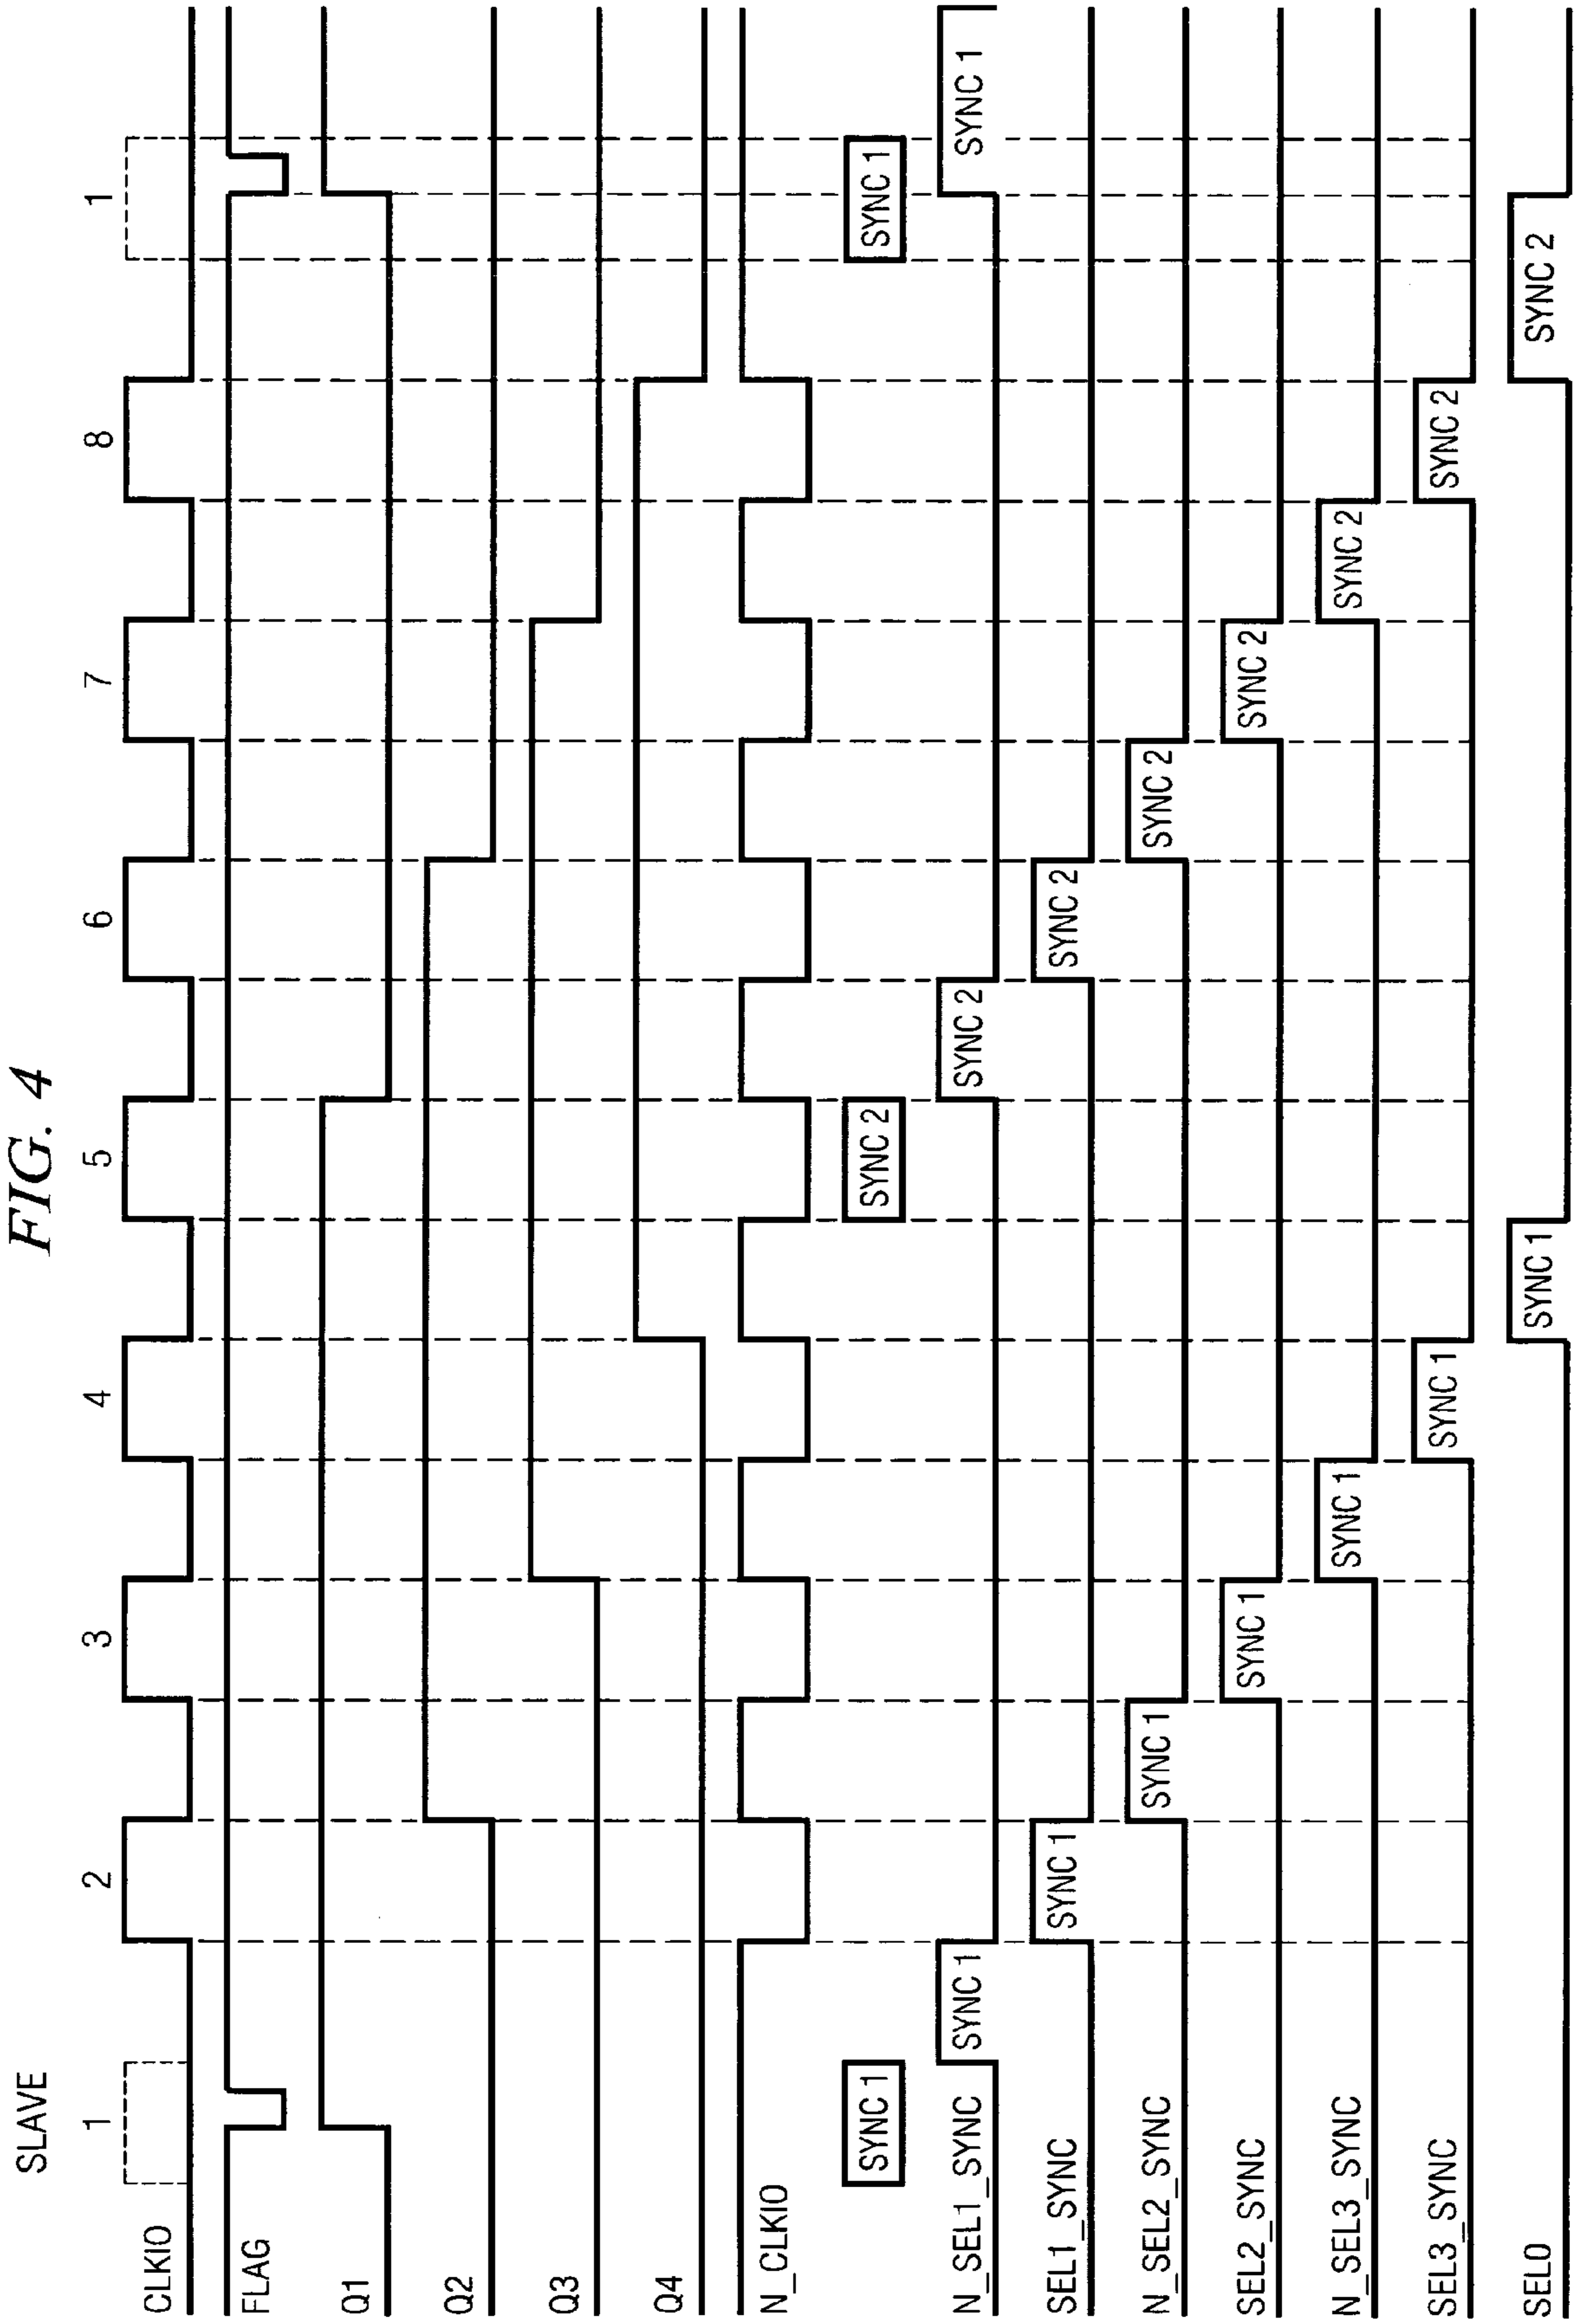 FIG. 4
SLAVE
1 2 3 4 5 6 7 8 1
CLKIO
FLAG
Q1
Q2
Q3
Q4
N_CLKIO
SYNC 1 SYNC 2 SYNC 1
N_SEL1_SYNC SYNC 1 SYNC 2 SYNC 1
SEL1_SYNC SYNC 1 SYNC 2
N_SEL2_SYNC SYNC 1 SYNC 2
SEL2_SYNC SYNC 1 SYNC 2
N_SEL3_SYNC SYNC 1 SYNC 2
SEL3_SYNC SYNC 1 SYNC 2
SEL0 SYNC 1 SYNC 2